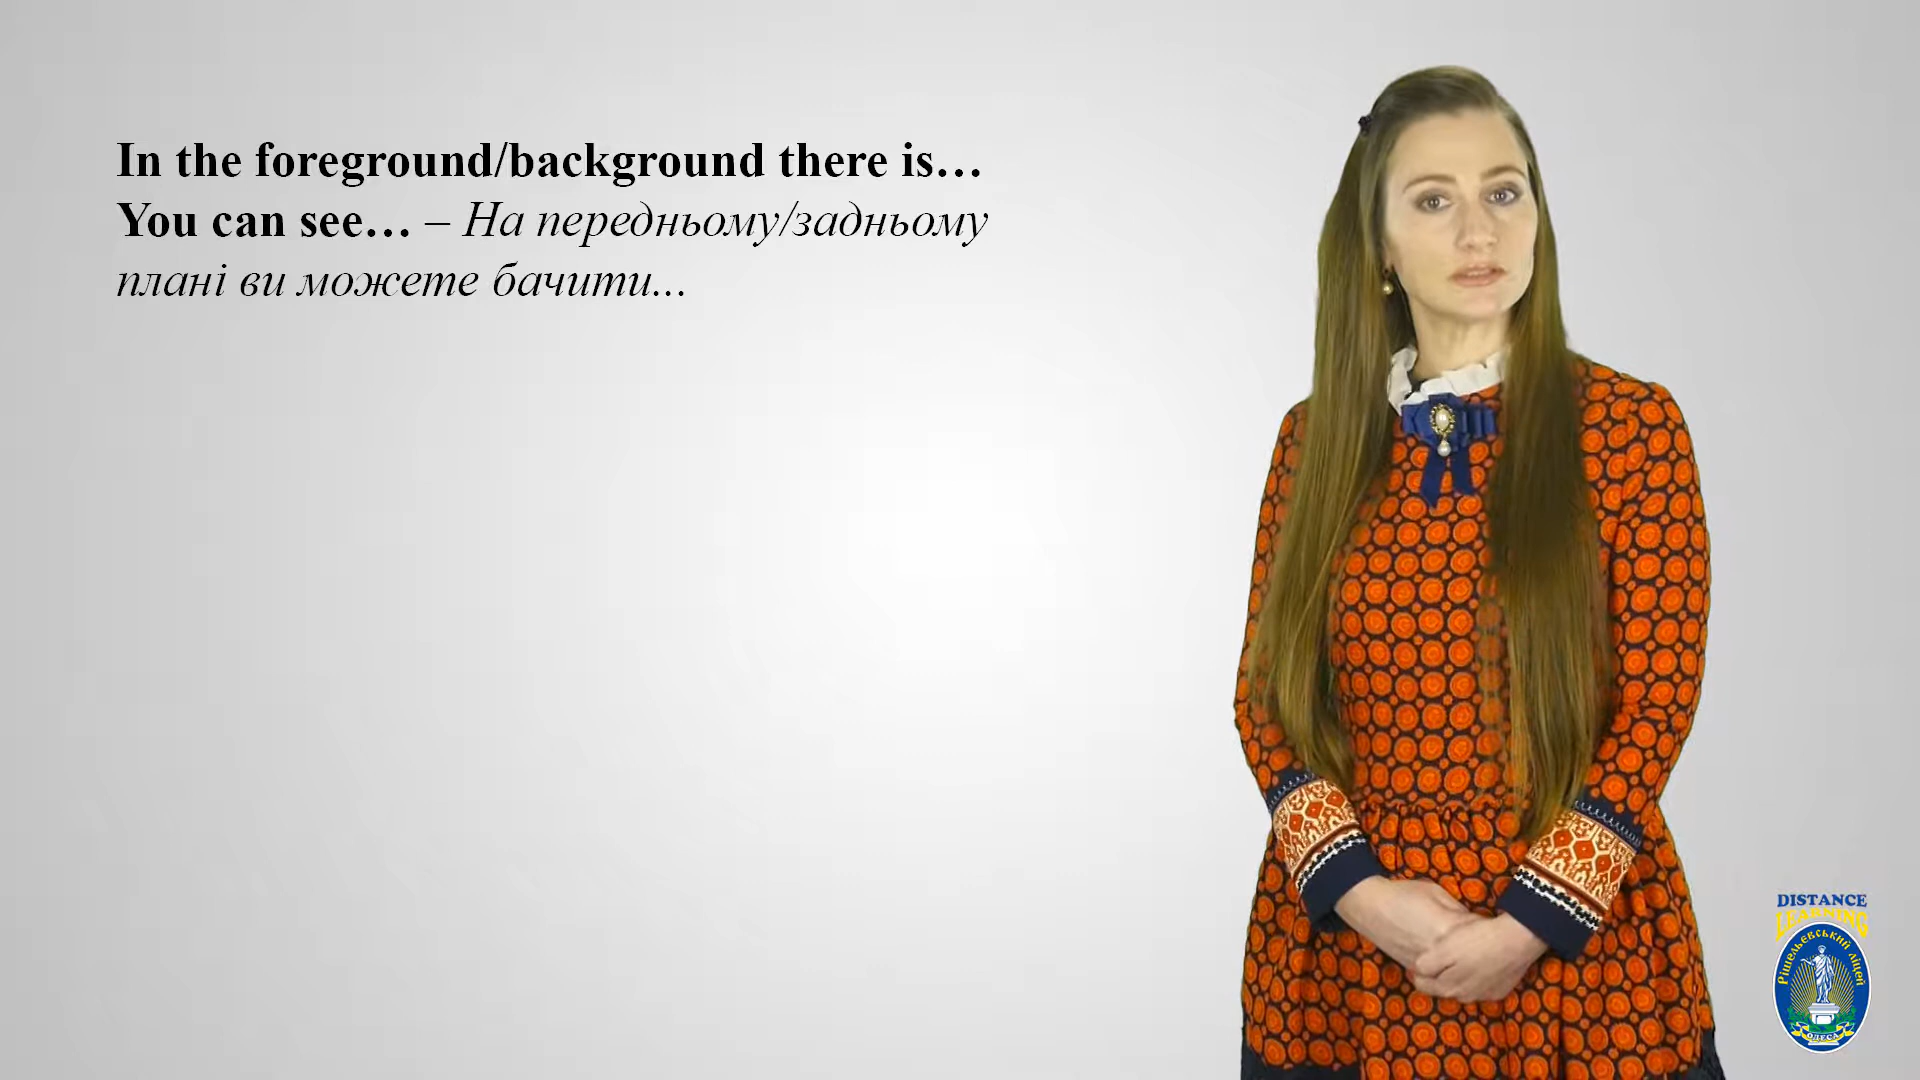 In the foreground/background there is…
You can see… – На передньому/задньому
плані ви можете бачити...
DISTANCE
LEARNING
Рішельєвський ліцей
ОДЕСА